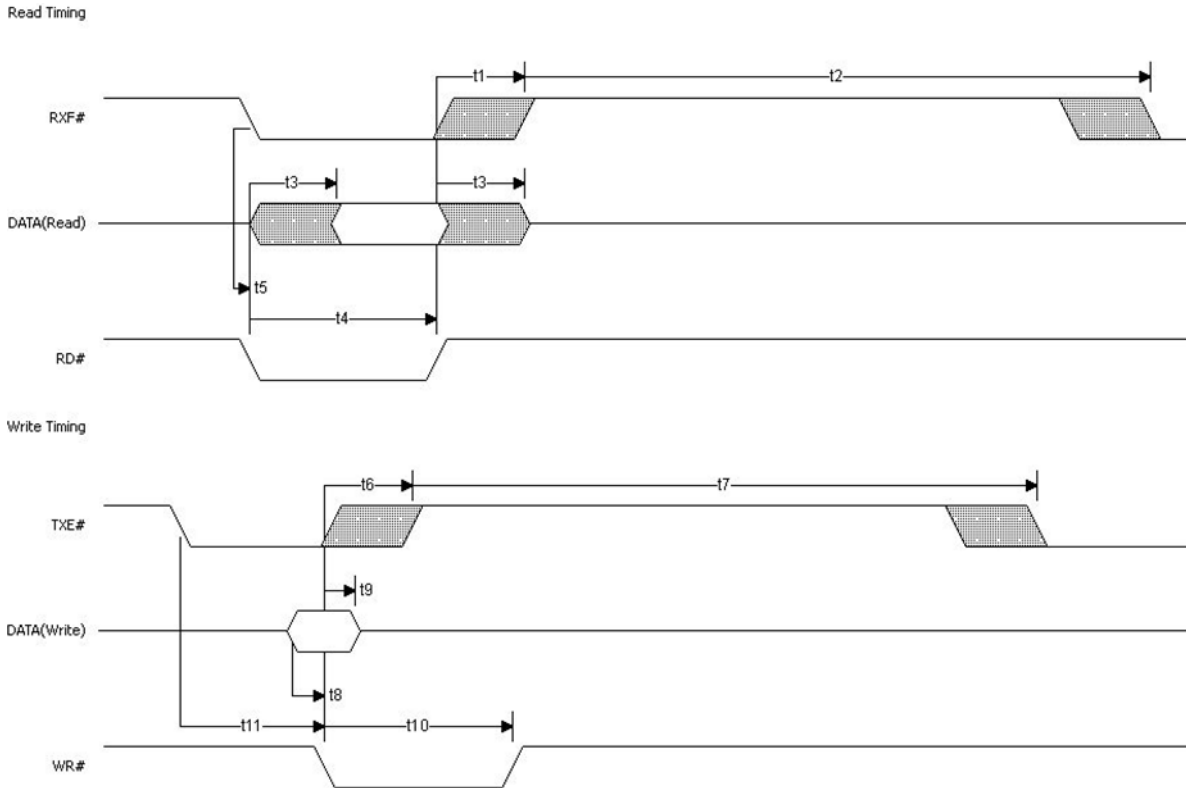 Read Timing
t1
t2
RXF#
t3
t3
DATA(Read)
t5
t4
RD#
Write Timing
t6
t7
TXE#
t9
DATA(Write)
t8
t11
t10
WR#